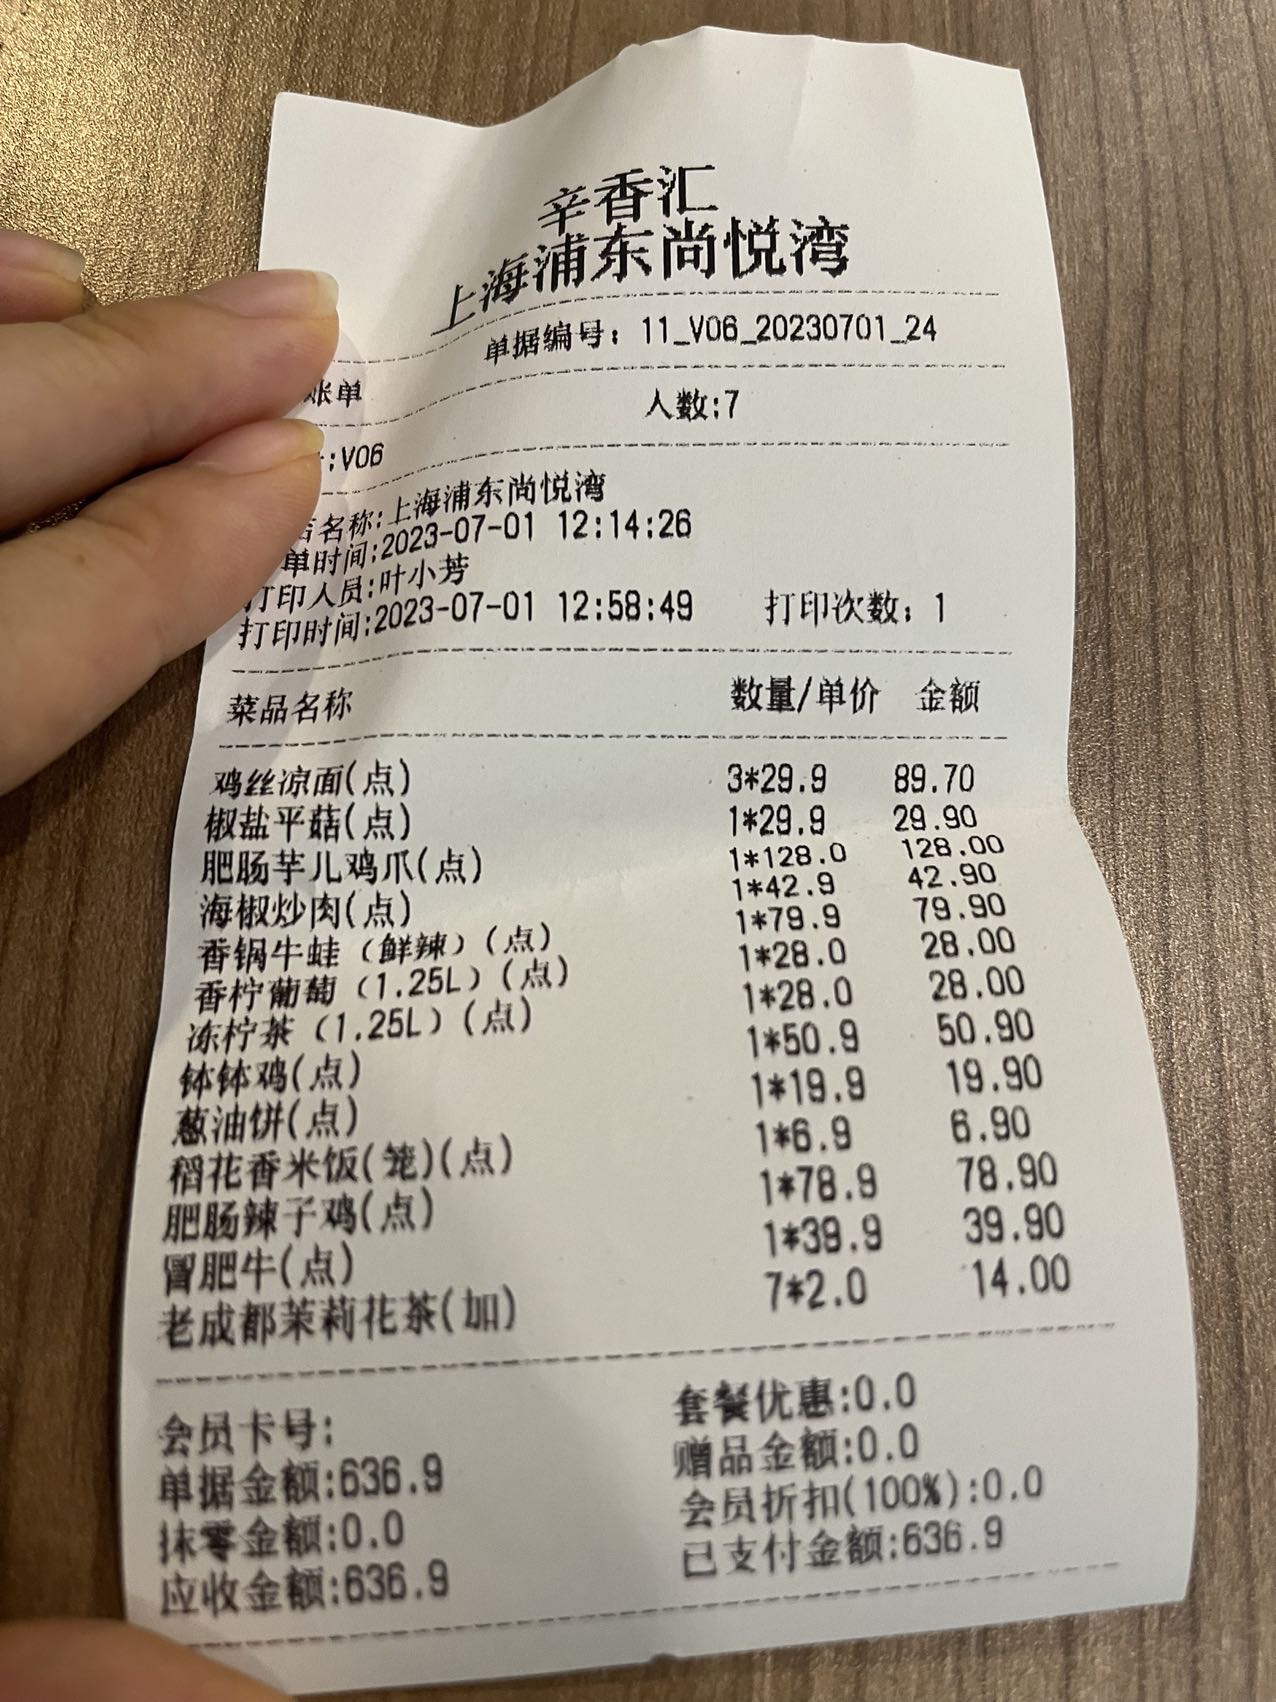 辛香汇
上海浦东尚悦湾
单据编号：11_V06_20230701_24
账单
人数:7
:V06
名称:上海浦东尚悦湾
单时间:2023-07-01 12:14:26
打印人员:叶小芳
打印时间:2023-07-01 12:58:49 打印次数：1
菜品名称 数量/单价 金额
鸡丝凉面(点) 3*29.9 89.70
椒盐平菇(点) 1*29.9 29.90
肥肠芋儿鸡爪(点) 1*128.0 128.00
海椒炒肉(点) 1*42.9 42.90
香锅牛蛙（鲜辣）(点) 1*79.9 79.90
香柠葡萄（1.25L）(点) 1*28.0 28.00
冻柠茶（1.25L）(点) 1*28.0 28.00
钵钵鸡(点) 1*50.9 50.90
葱油饼(点) 1*19.9 19.90
稻花香米饭(笼)(点) 1*6.9 6.90
肥肠辣子鸡(点) 1*78.9 78.90
冒肥牛(点) 1*39.9 39.90
老成都茉莉花茶(加) 7*2.0 14.00
会员卡号: 套餐优惠:0.0
单据金额:636.9 赠品金额:0.0
抹零金额:0.0 会员折扣(100%):0.0
应收金额:636.9 已支付金额:636.9